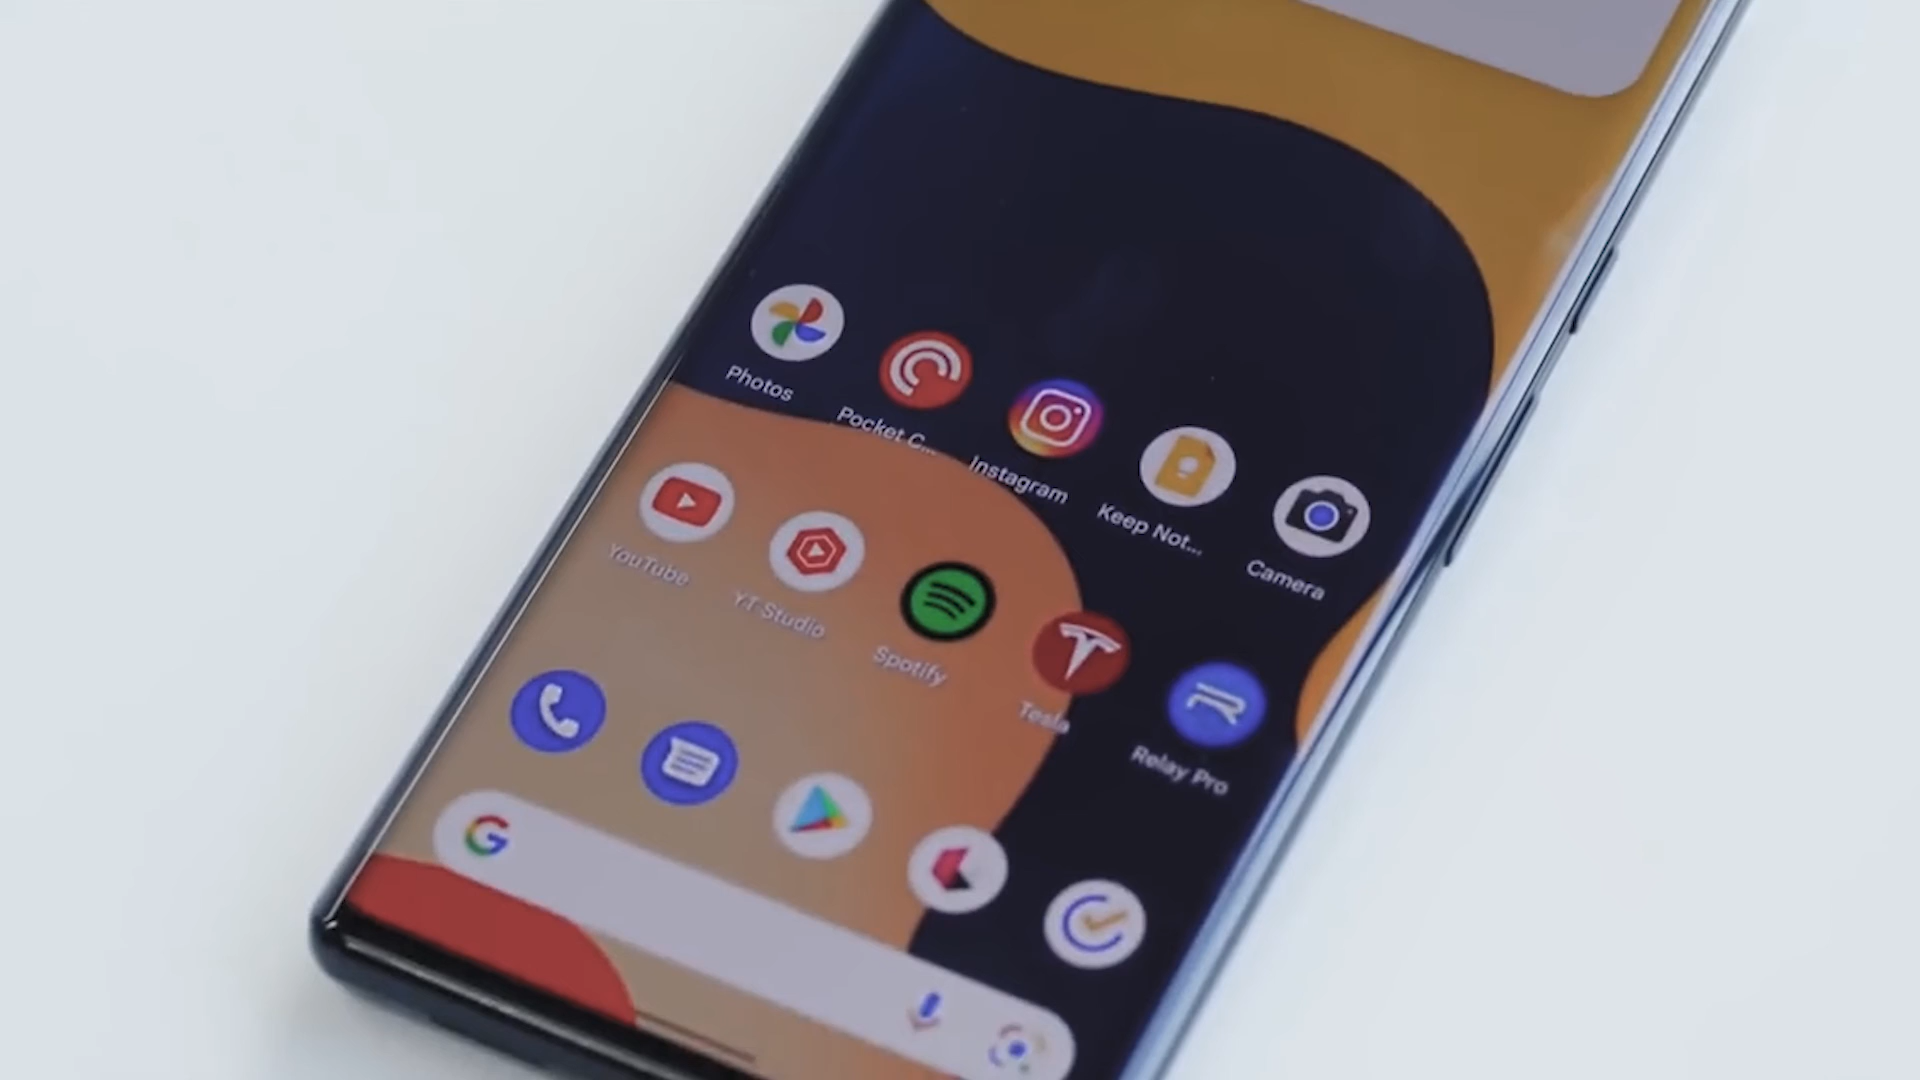 Photos
Pocket C...
Instagram
Keep Not...
Camera
YouTube
YT Studio
Spotify
Tesla
Relay Pro
G